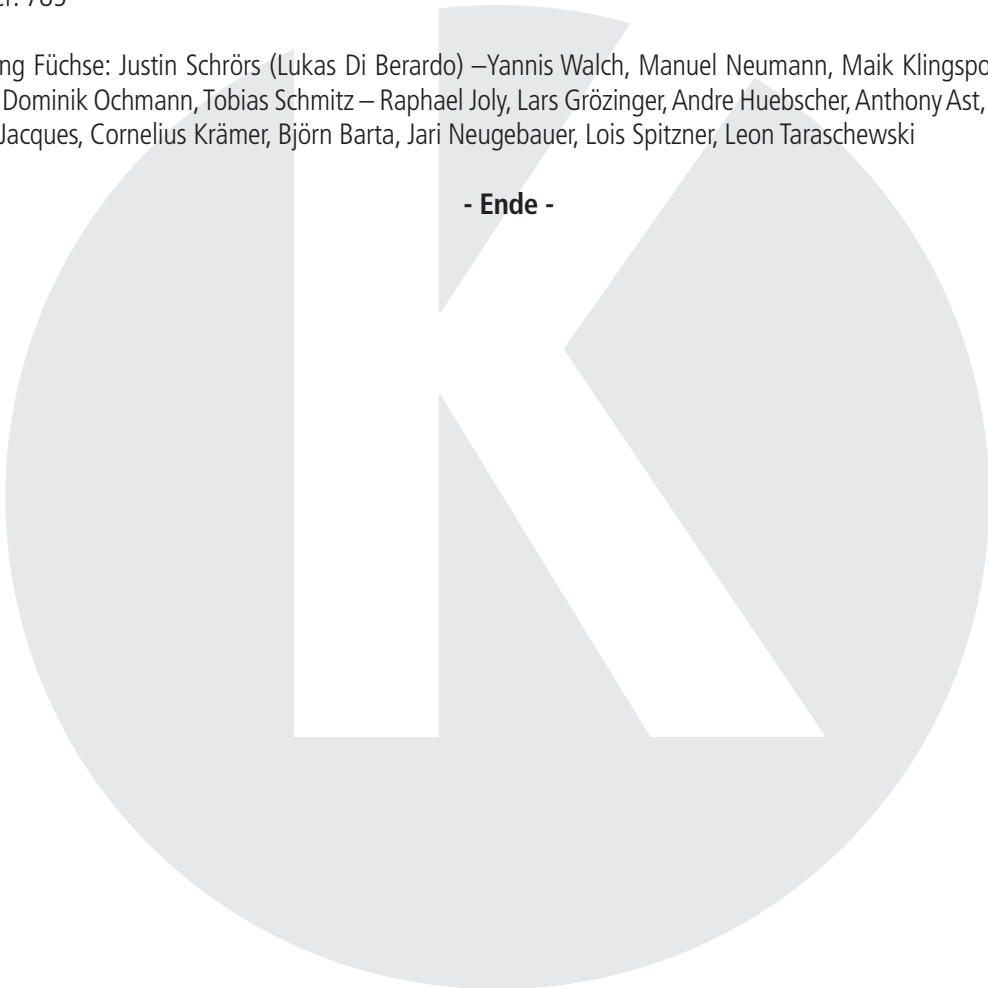 ng Füchse: Justin Schrörs (Lukas Di Berardo) –Yannis Walch, Manuel Neumann, Maik Klingspo
Dominik Ochmann, Tobias Schmitz – Raphael Joly, Lars Grözinger, Andre Huebscher, Anthony Ast,
Jacques, Cornelius Krämer, Björn Barta, Jari Neugebauer, Lois Spitzner, Leon Taraschewski
- Ende -
K